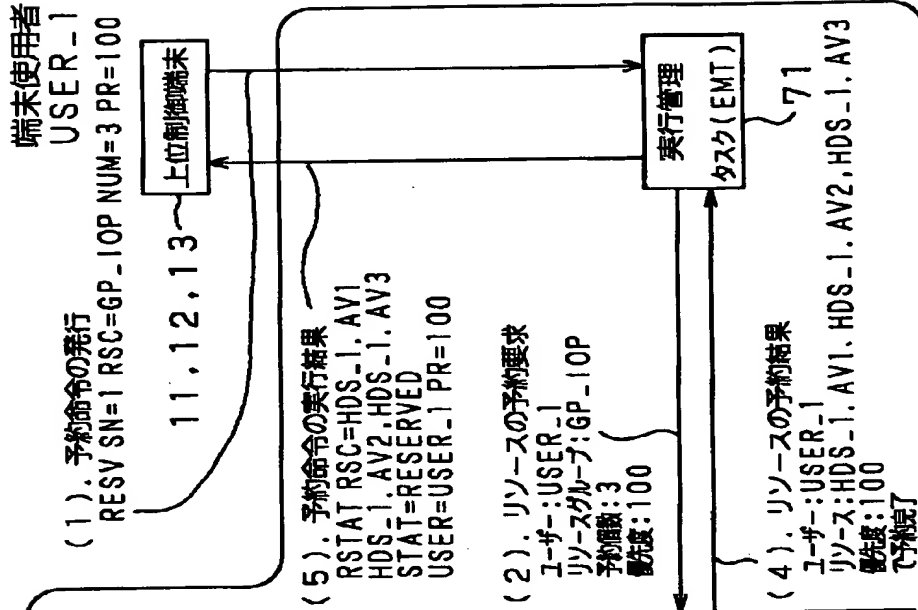 端末使用者
USER_1
(1). 予約命令の発行
RESV SN=1 RSC=GP_IOP NUM=3 PR=100
上位制御端末
11,12,13
(5). 予約命令の実行結果
RSTAT RSC=HDS_1.AV1
HDS_1.AV2,HDS_1.AV3
STAT=RESERVED
USER=USER_1 PR=100
(2). リソースの予約要求
ユーザー:USER_1
リソースグループ:GP_IOP
予約個数:3
優先度:100
実行管理
タスク(EMT)
71
(4). リソースの予約結果
ユーザー:USER_1
リソース:HDS_1.AV1.HDS_1.AV2,HDS_1.AV3
優先度:100
で予約完了